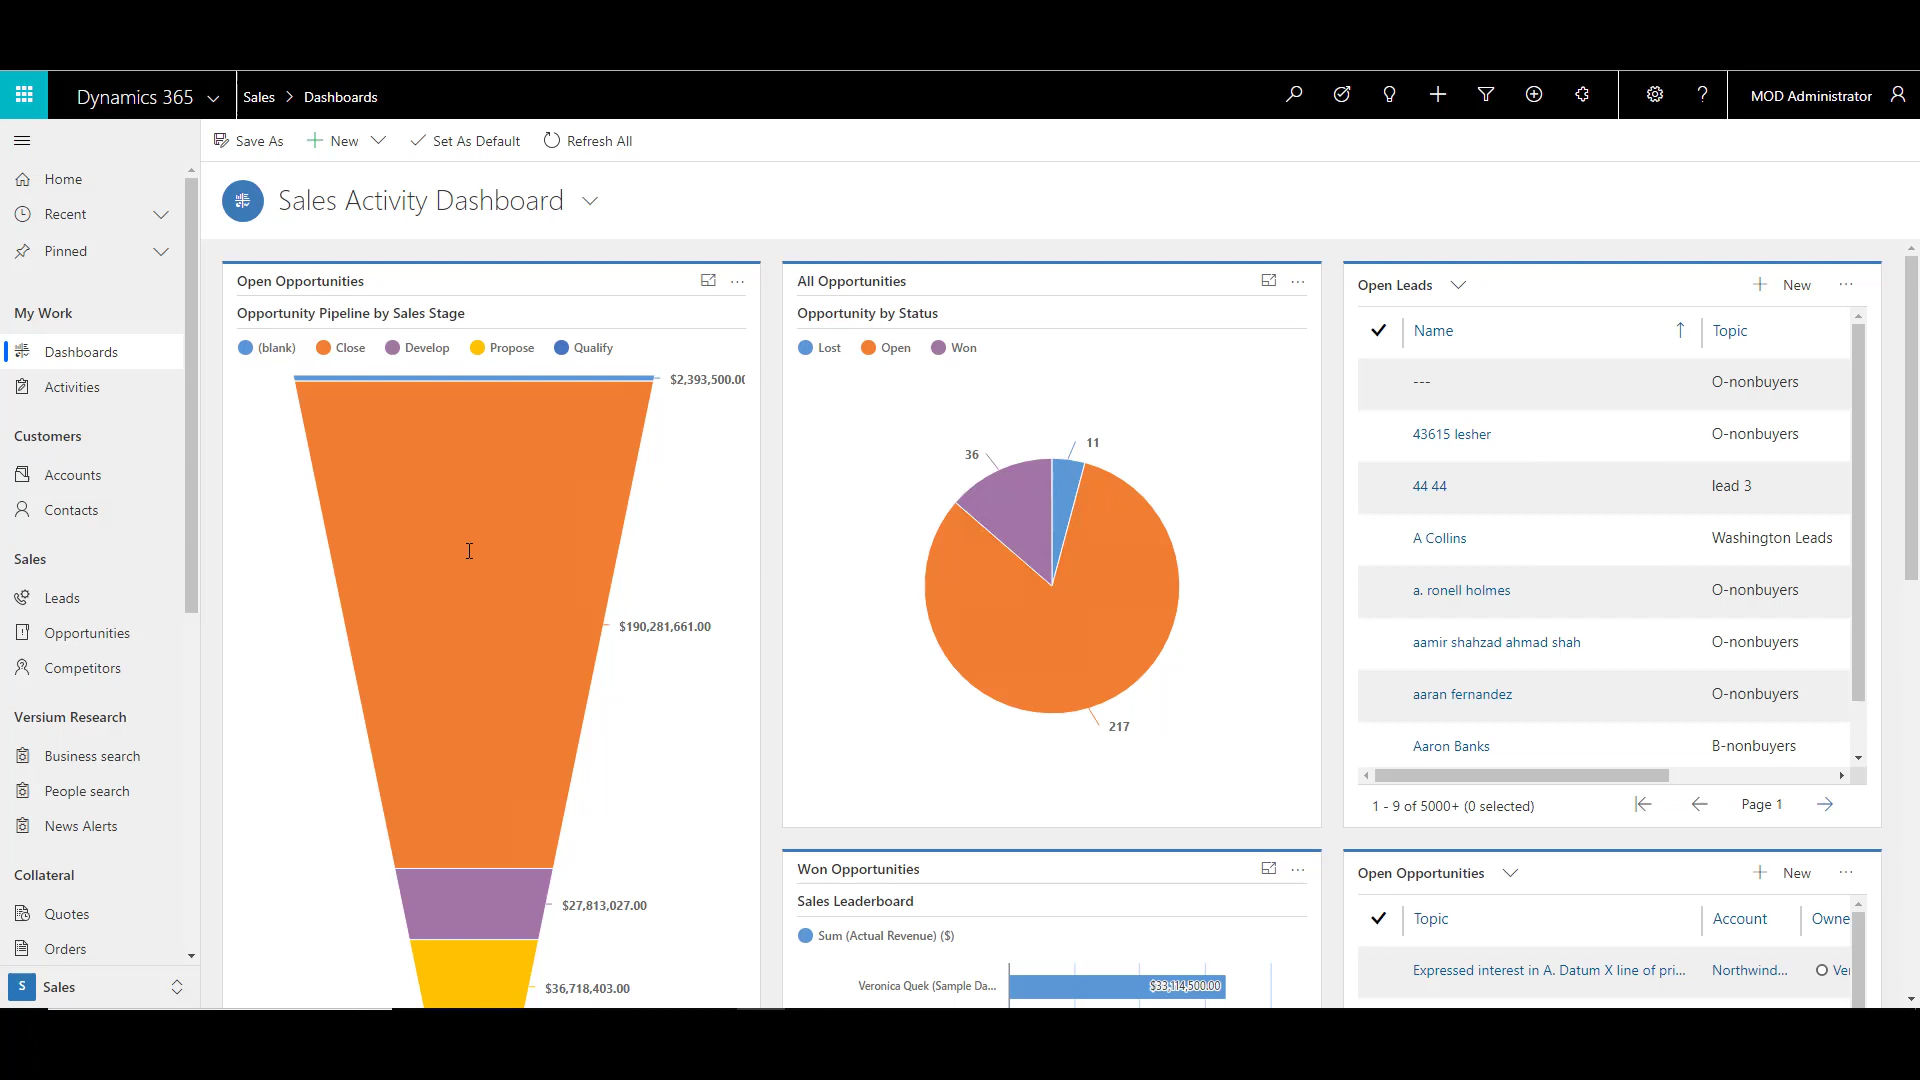 Dynamics 365
Sales > Dashboards
MOD Administrator
Save As
New
Set As Default
Refresh All
Home
Recent
Pinned
My Work
Dashboards
Activities
Customers
Accounts
Contacts
Sales
Leads
Opportunities
Competitors
Versium Research
Business search
People search
News Alerts
Collateral
Quotes
Orders
S Sales
Sales Activity Dashboard
Open Opportunities
Opportunity Pipeline by Sales Stage
(blank) Close Develop Propose Qualify
$2,393,500.00
$190,281,661.00
$27,813,027.00
$36,718,403.00
All Opportunities
Opportunity by Status
Lost Open Won
36
11
217
Won Opportunities
Sales Leaderboard
Sum (Actual Revenue) ($)
Veronica Quek (Sample Da... $33,114,500.00
Open Leads
New
Name Topic
--- O-nonbuyers
43615 lesher O-nonbuyers
44 44 lead 3
A Collins Washington Leads
a. ronell holmes O-nonbuyers
aamir shahzad ahmad shah O-nonbuyers
aaran fernandez O-nonbuyers
Aaron Banks B-nonbuyers
1 - 9 of 5000+ (0 selected)
Page 1
Open Opportunities
New
Topic Account Owne
Expressed interest in A. Datum X line of pri... Northwind... Ve